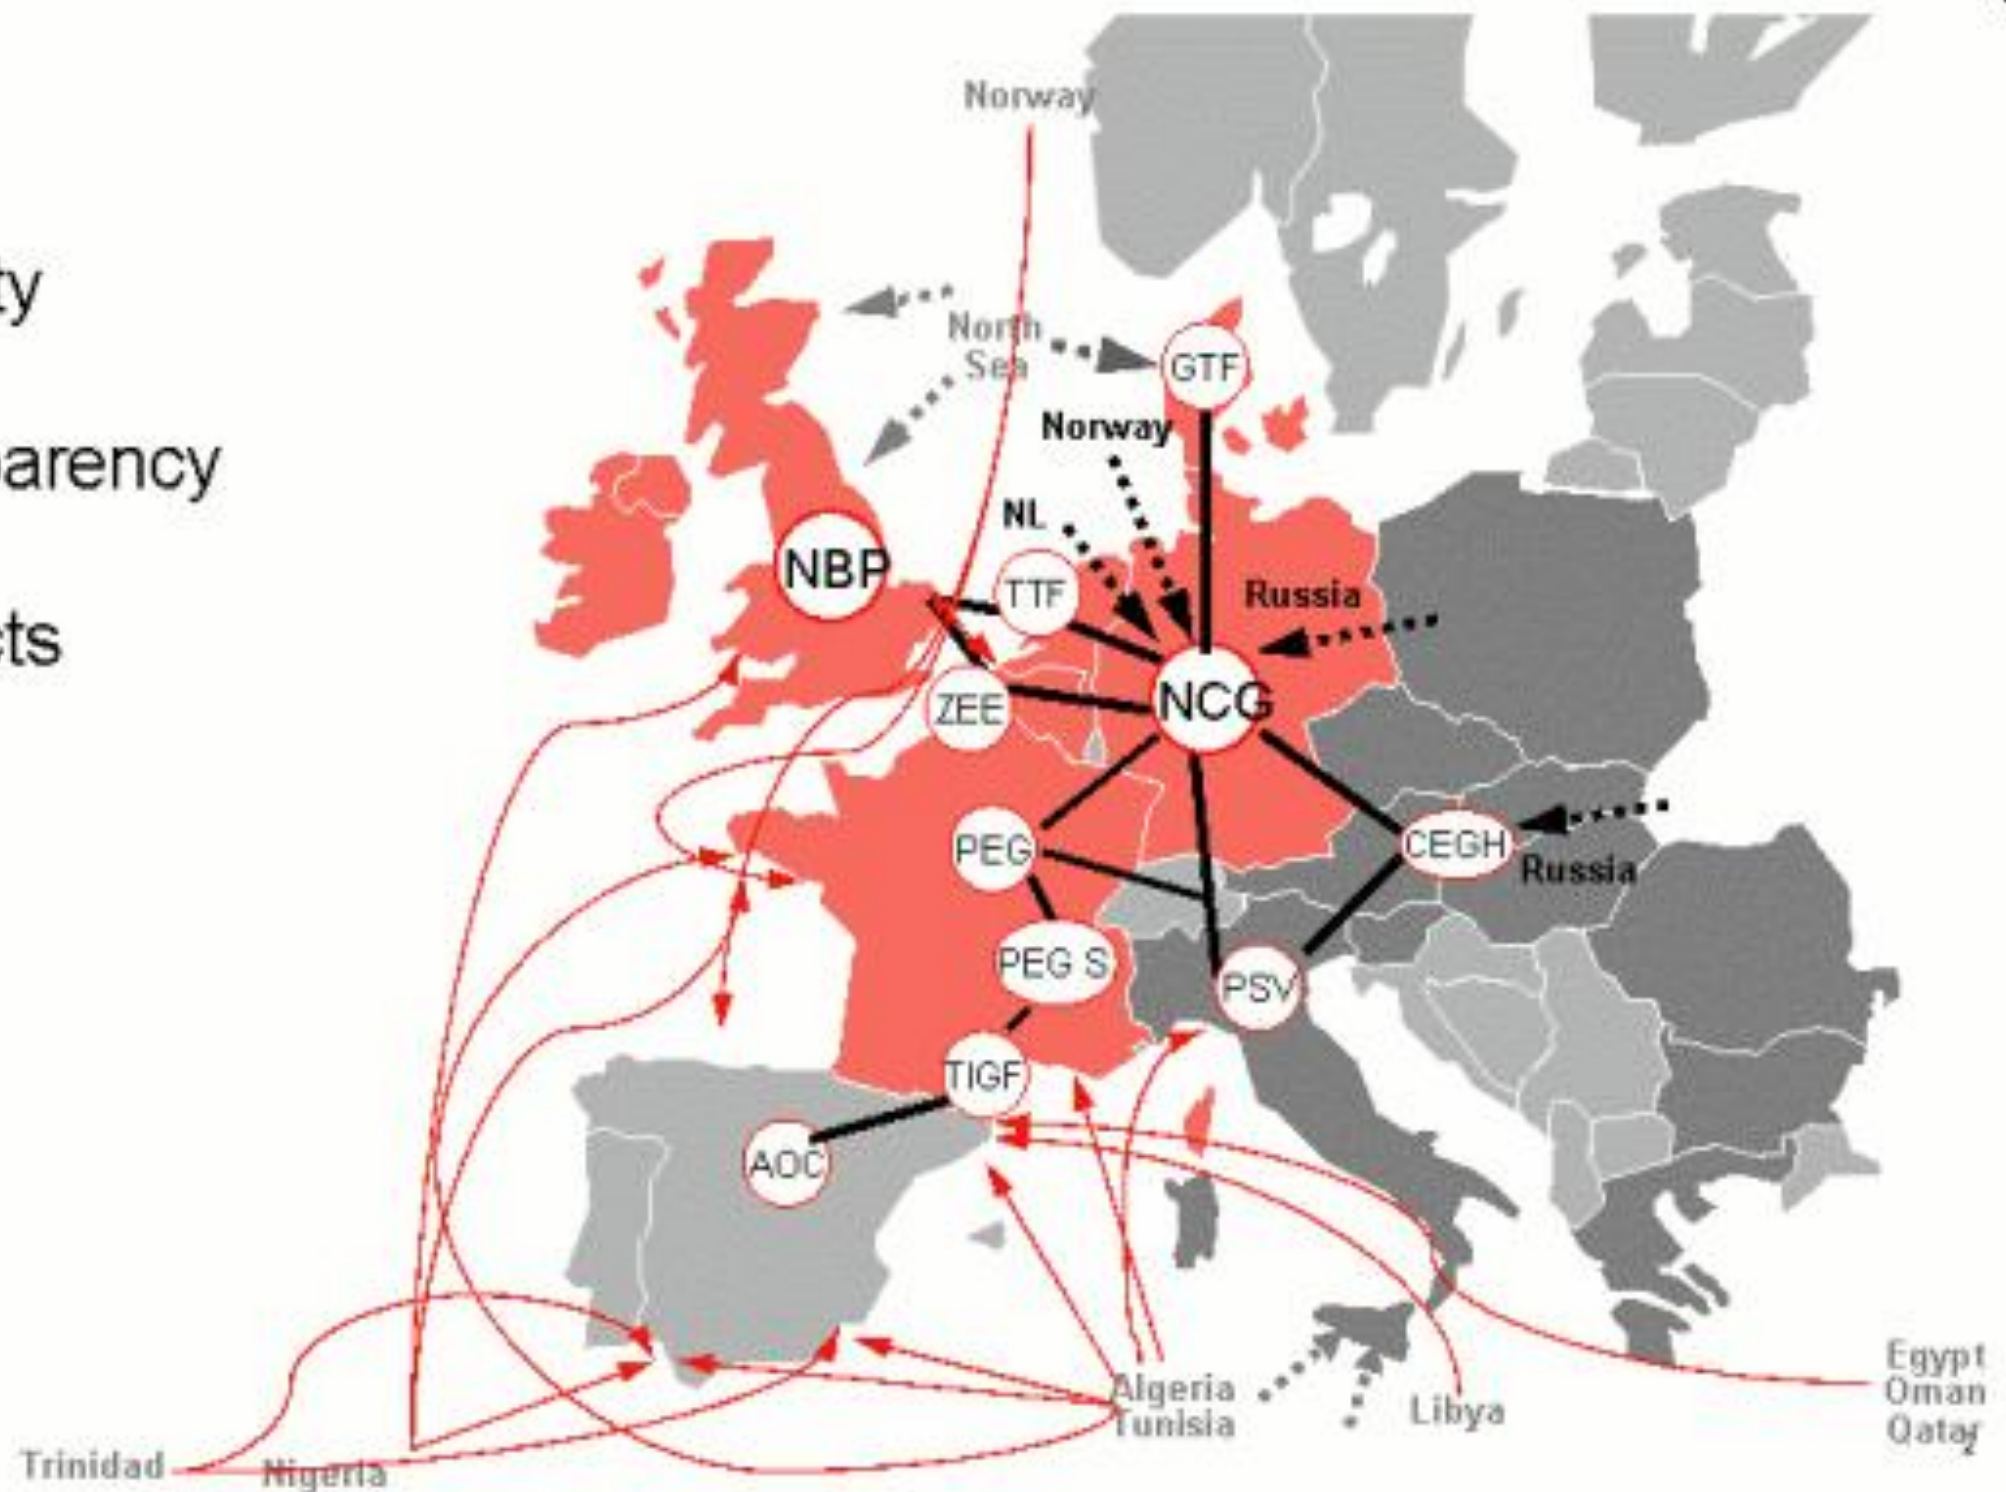 Norway
ty
North
Sea
GTF
Norway
parency
NL
NBP
TTF
Russia
cts
ZEE
NCG
PEG
CEGH
Russia
PEG S
PSV
TIGF
AOC
Egypt
Algeria
Oman
Tunisia
Libya
Qatar
Trinidad
Nigeria